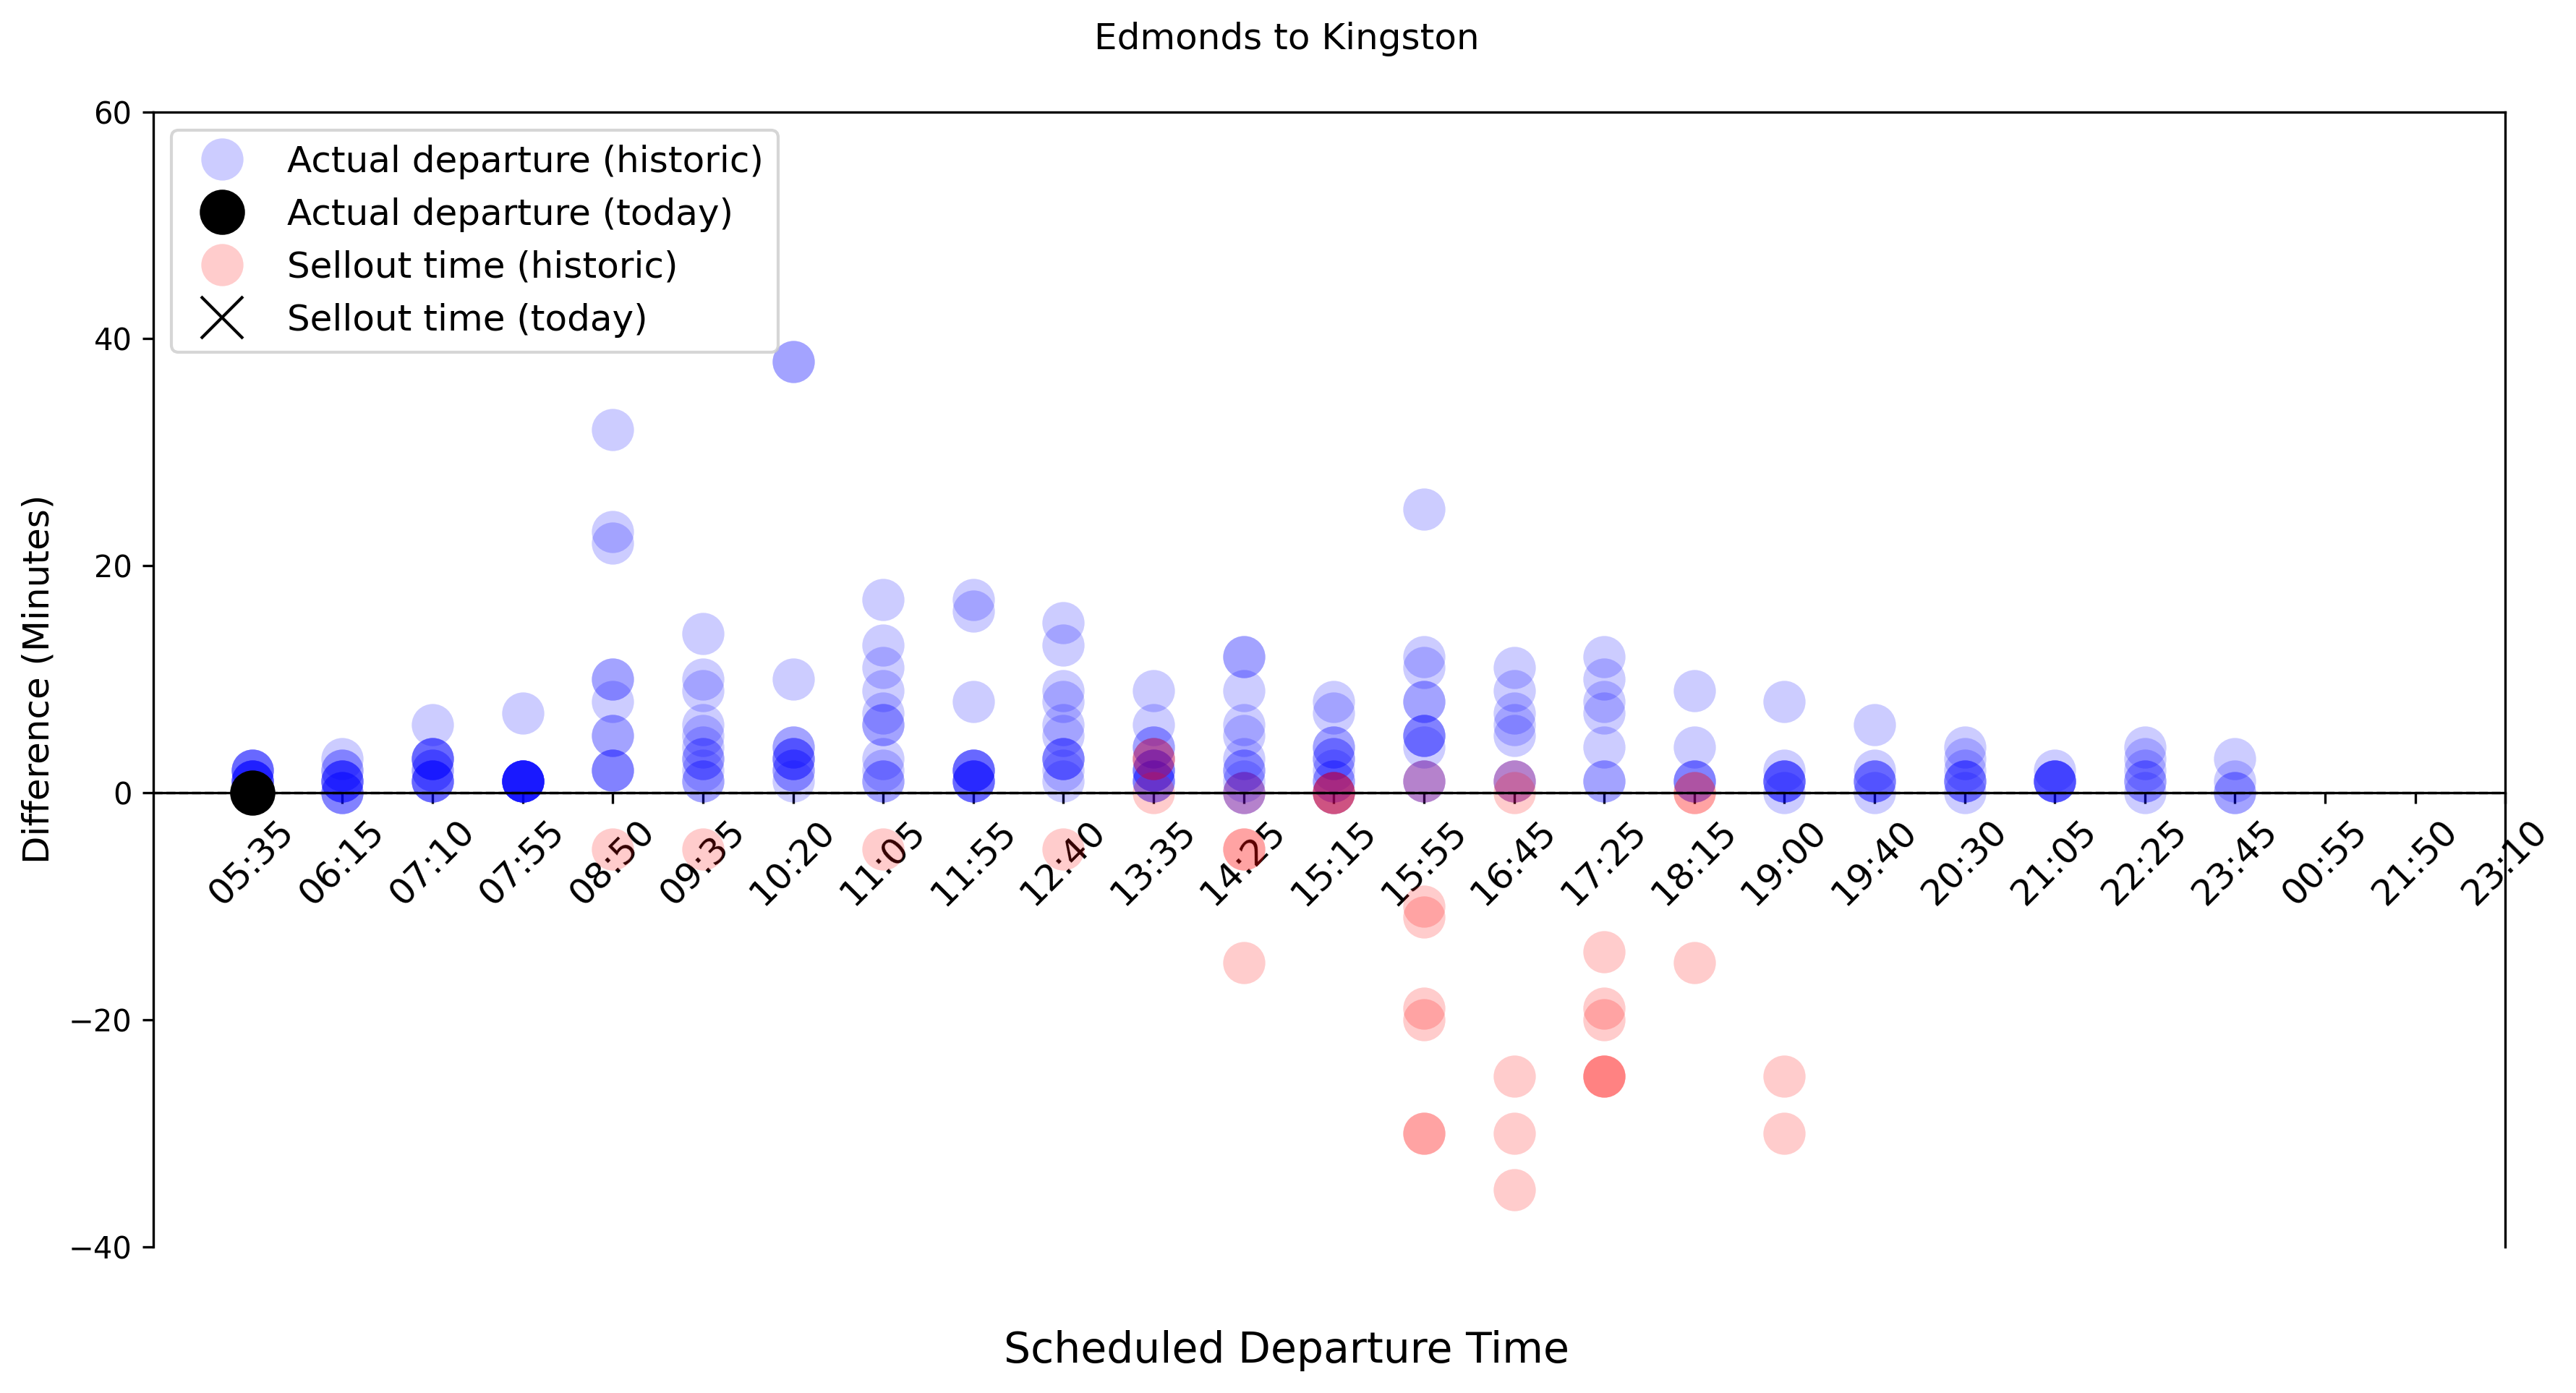 Edmonds to Kingston
60
Actual departure (historic)
Actual departure (today)
Sellout time (historic)
Sellout time (today)
40
20
0
−20
−40
Difference (Minutes)
05:35 06:15 07:10 07:55 08:50 09:35 10:20 11:05 11:55 12:40 13:35 14:25 15:15 15:55 16:45 17:25 18:15 19:00 19:40 20:30 21:05 22:25 23:45 00:55 21:50 23:10
Scheduled Departure Time